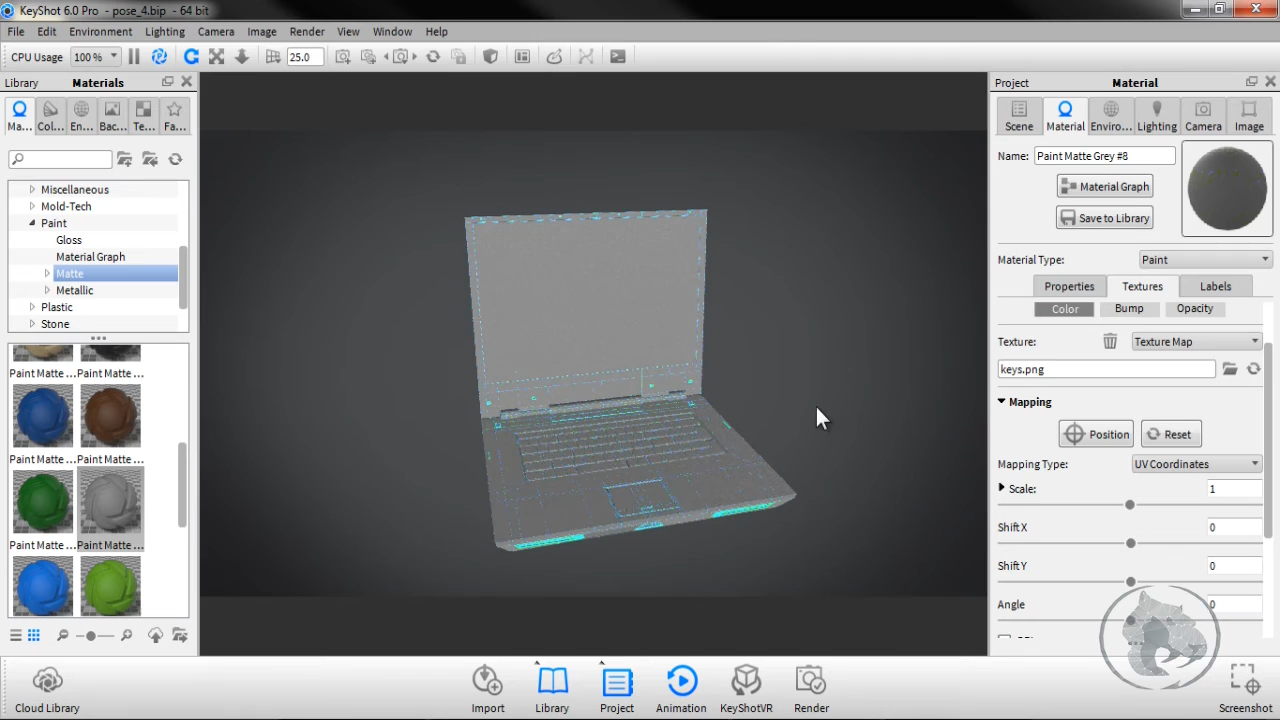 KeyShot 6.0 Pro - pose_4.bip - 64 bit
File Edit Environment Lighting Camera Image Render View Window Help
CPU Usage 100 % 25.0
Library Materials
Project Material
Ma... Col... En... Bac... Te... Fa...
Scene Material Enviro... Lighting Camera Image
Name: Paint Matte Grey #8
Material Graph
Save to Library
Miscellaneous
Mold-Tech
Paint
Gloss
Material Graph
Matte
Metallic
Plastic
Stone
Material Type: Paint
Properties Textures Labels
Color Bump Opacity
Texture: Texture Map
keys.png
Mapping
Position Reset
Mapping Type: UV Coordinates
Scale: 1
Shift X 0
Shift Y 0
Angle 0
Paint Matte ... Paint Matte ...
Paint Matte ... Paint Matte ...
Paint Matte ... Paint Matte ...
Cloud Library
Import Library Project Animation KeyShotVR Render
Screenshot